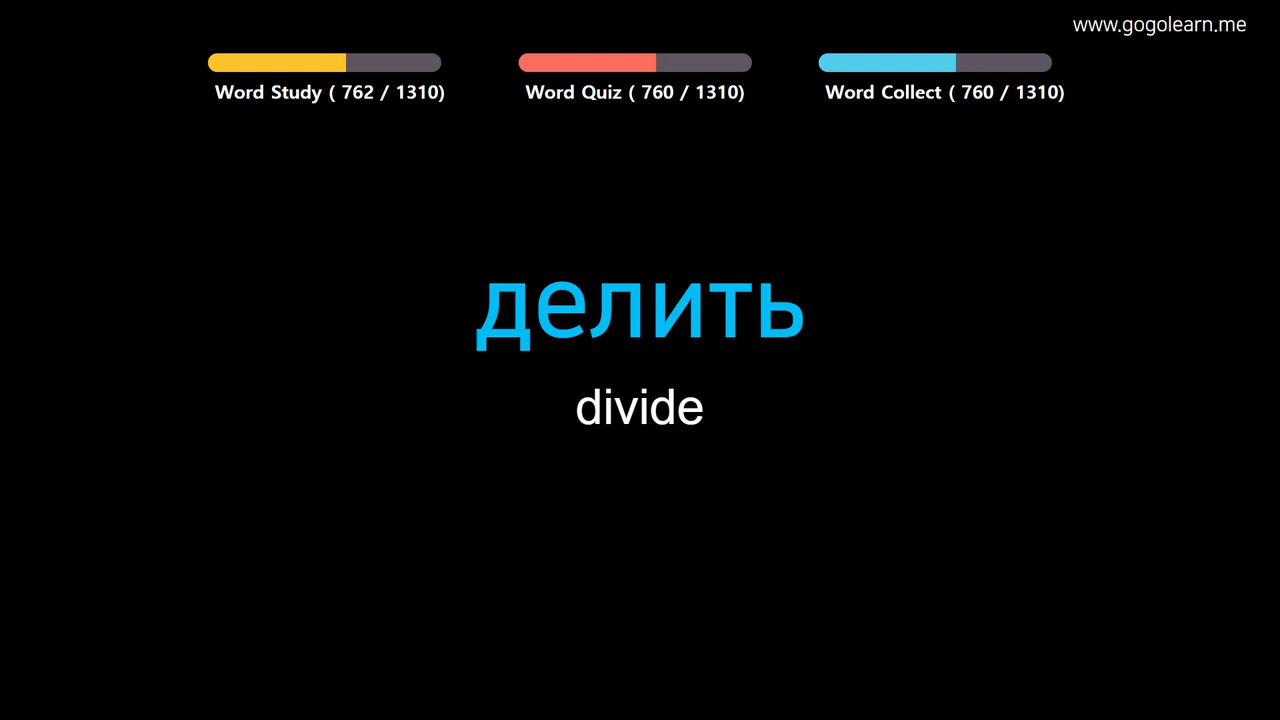 www.gogolearn.me
Word Study ( 762 / 1310)
Word Quiz ( 760 / 1310)
Word Collect ( 760 / 1310)
делить
divide